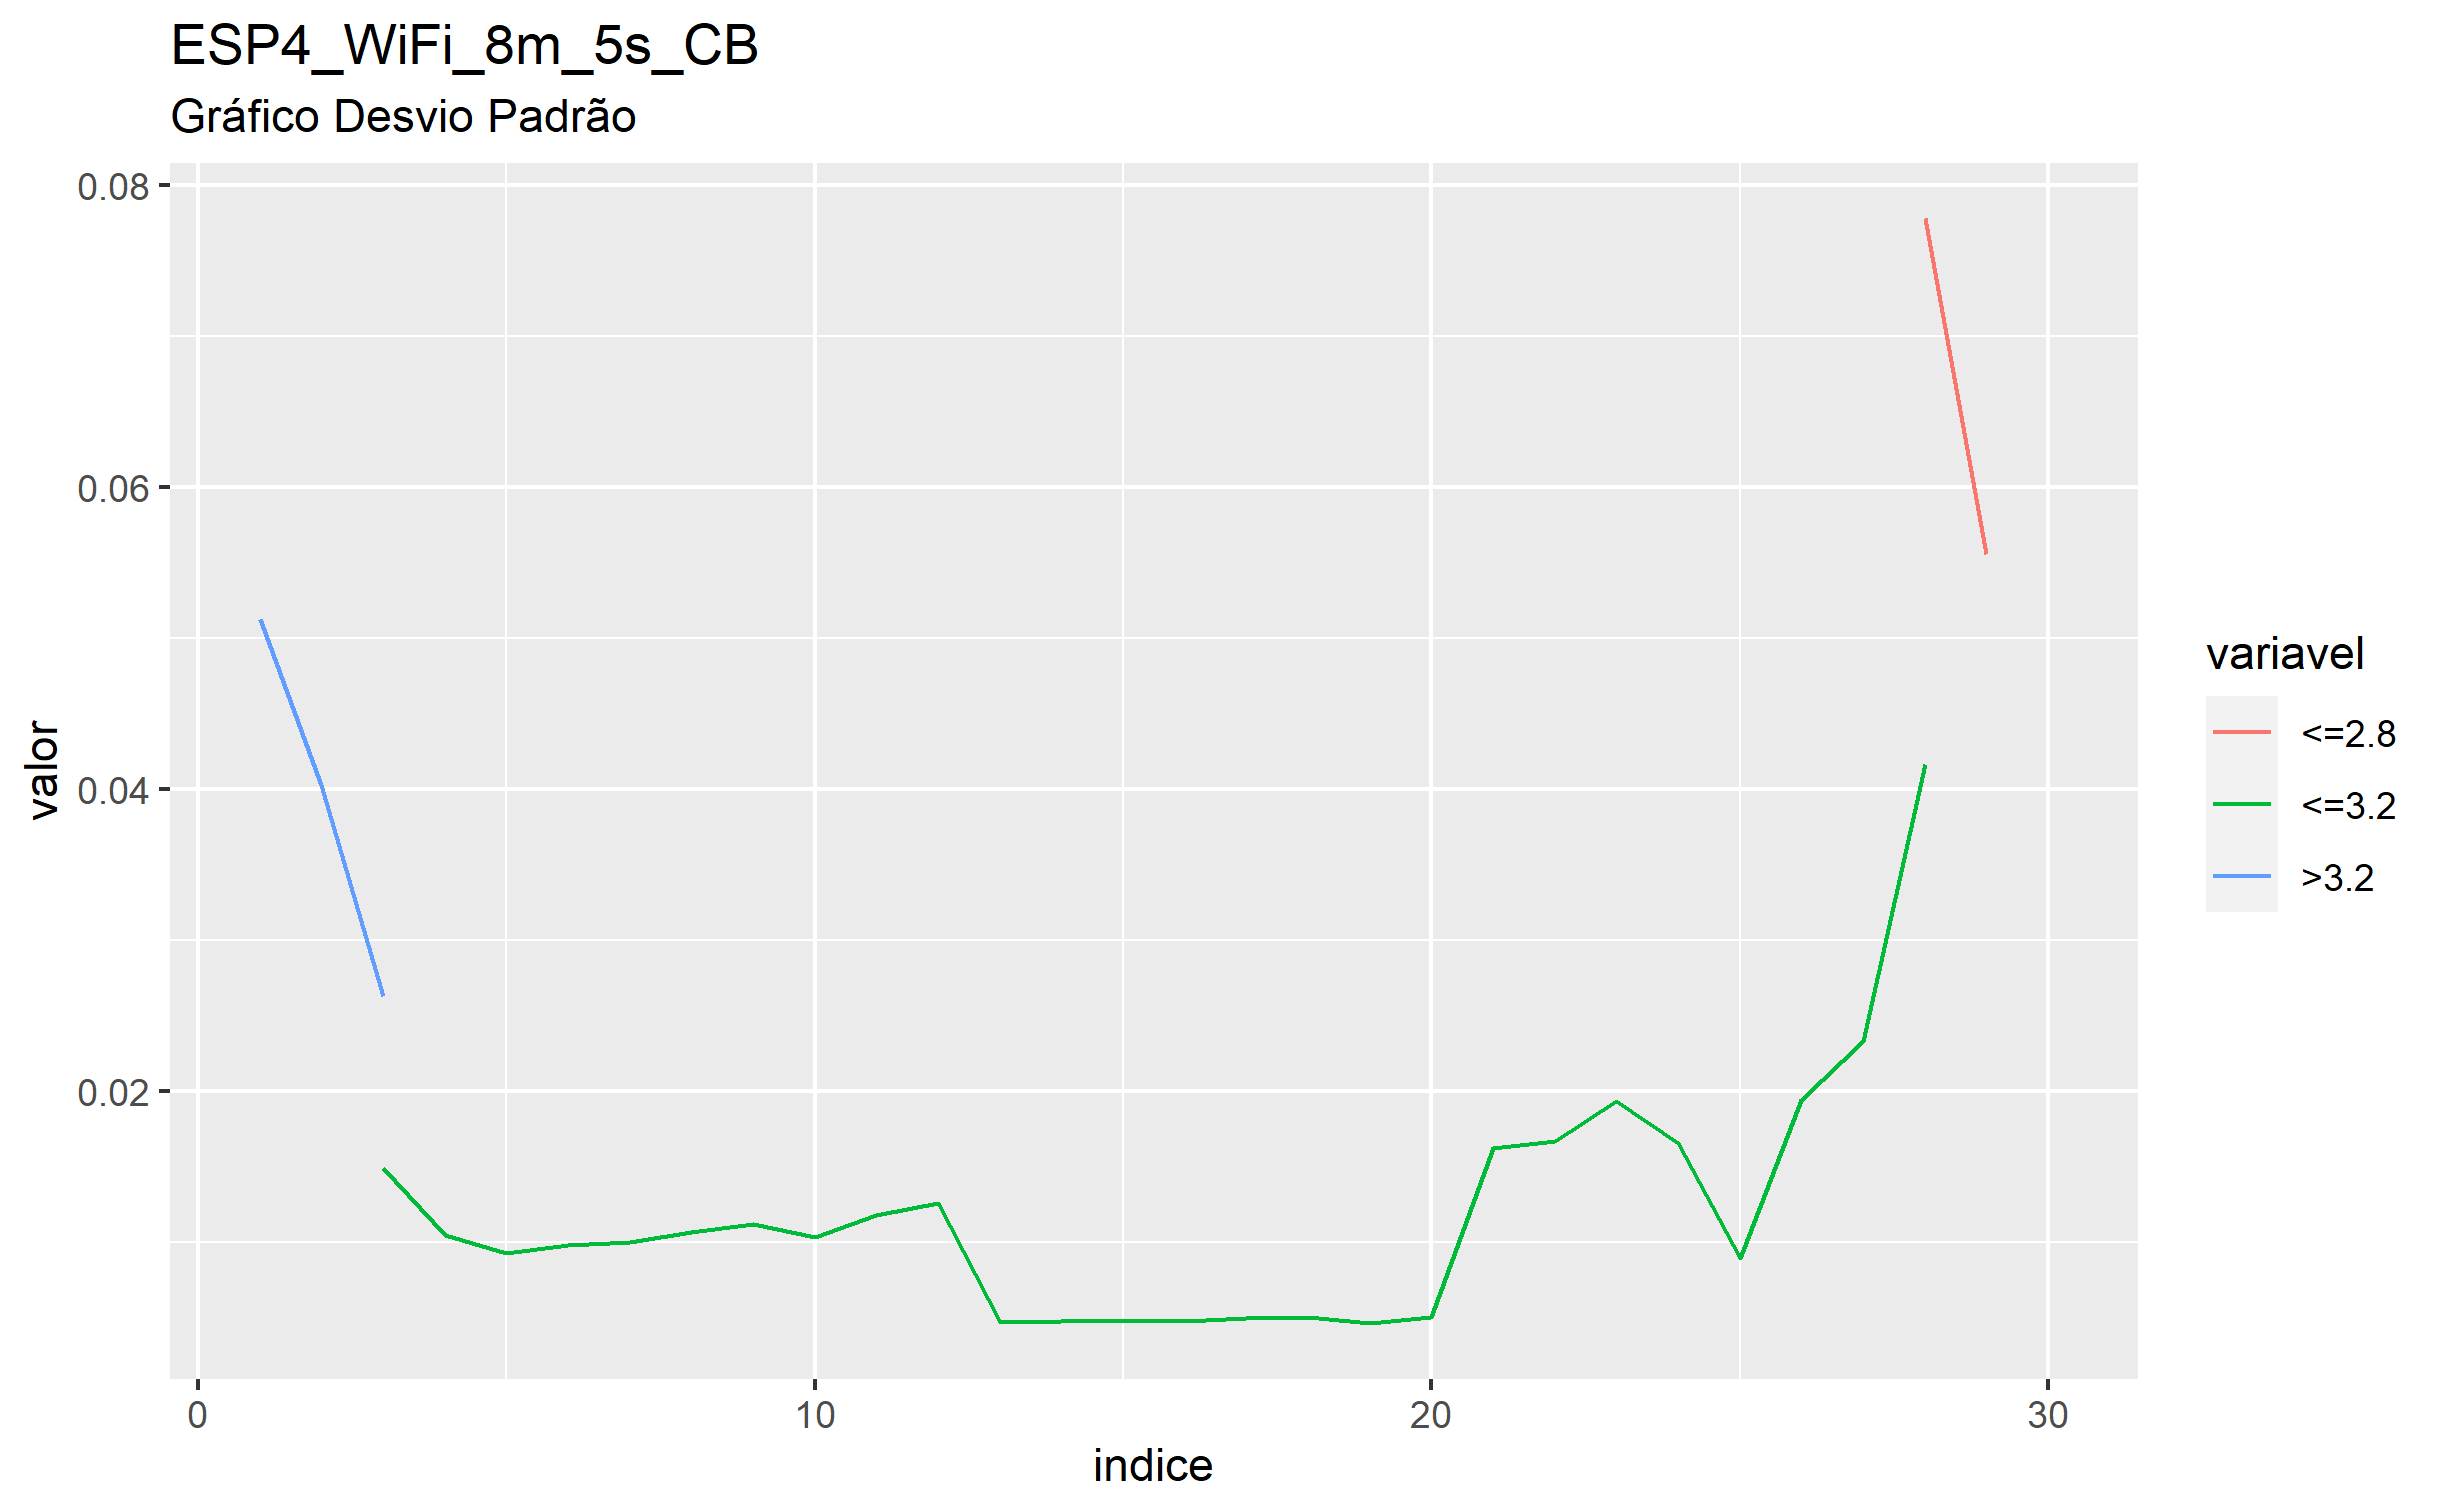 ESP4_WiFi_8m_5s_CB
Gráfico Desvio Padrão
valor
0.08
0.06
0.04
0.02
0 10 20 30
indice
variavel
<=2.8
<=3.2
>3.2